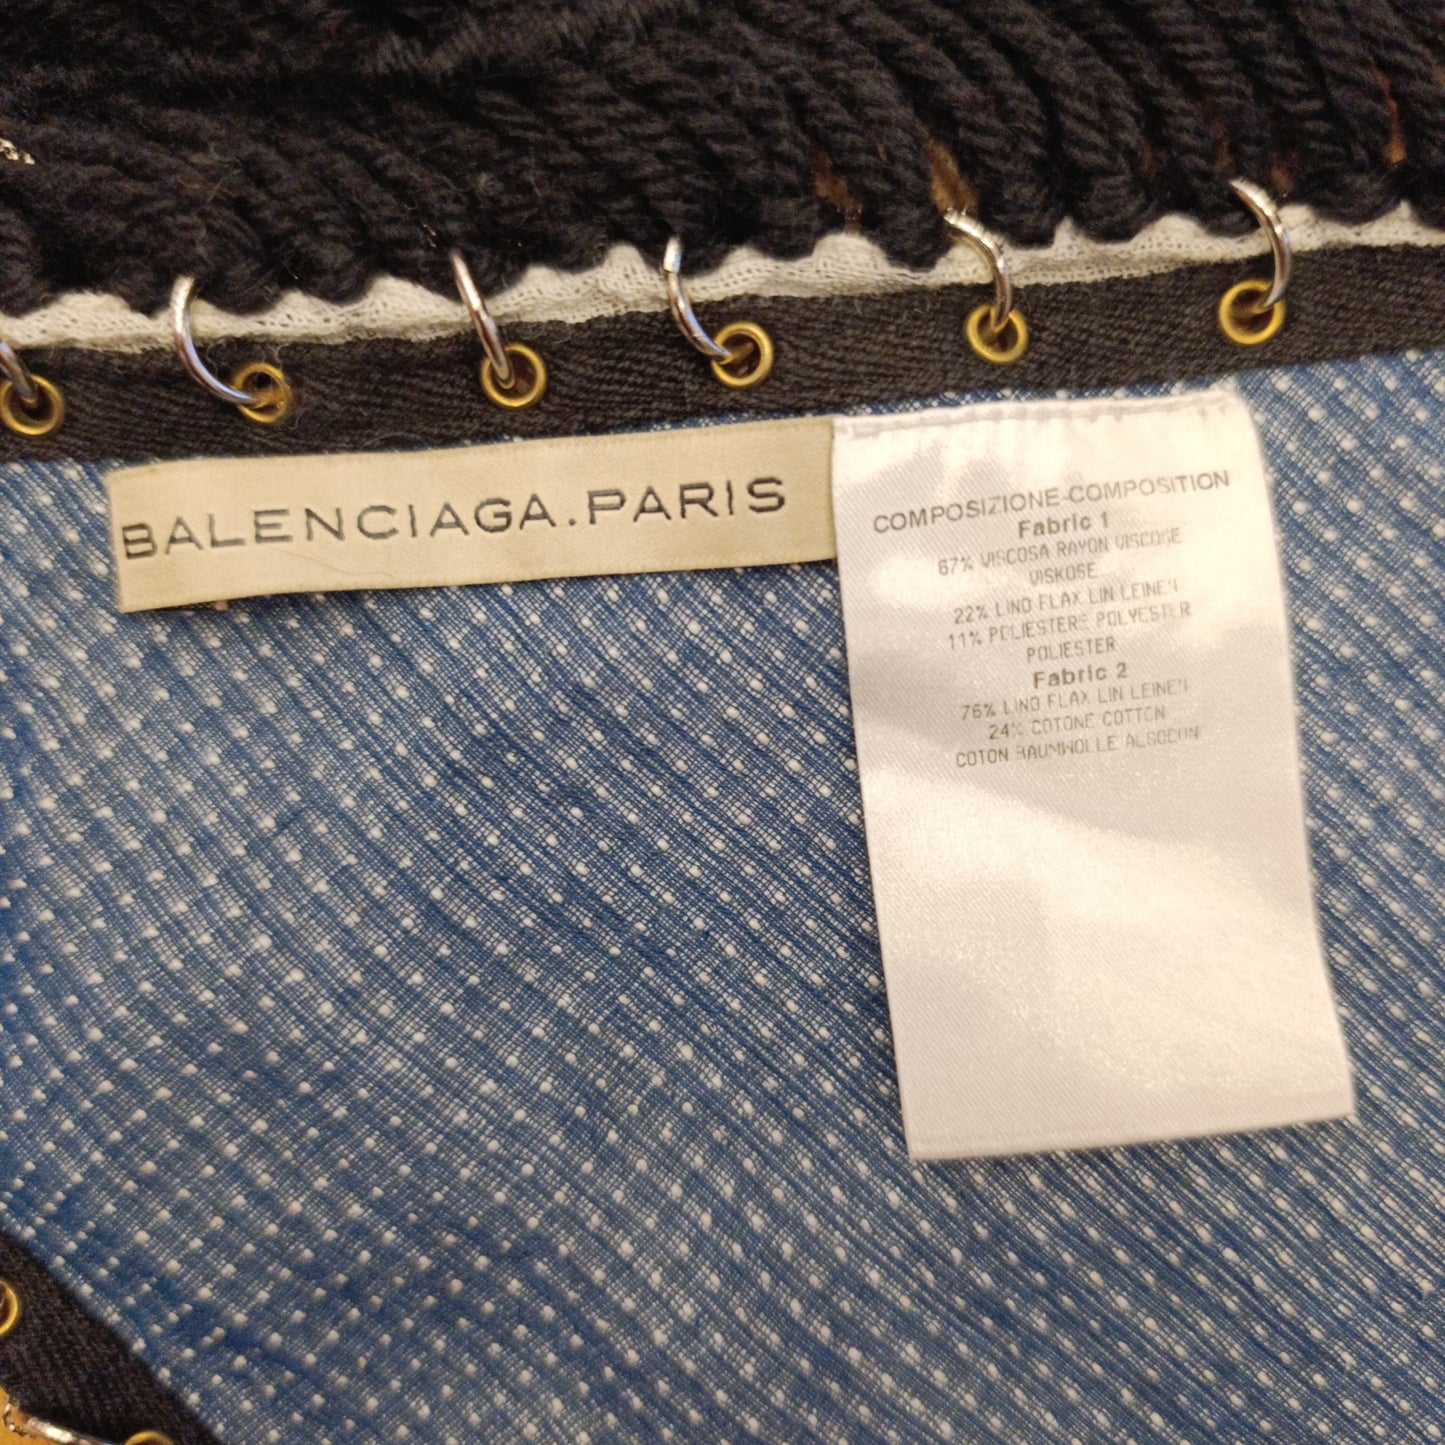 BALENCIAGA.PARIS
COMPOSIZIONE-COMPOSITION
Fabric 1
67% VISCOSA RAYON VISCOSE
VISKOSE
22% LINO FLAX LIN LEINEN
11% POLIESTERE POLYESTER
POLIESTER
Fabric 2
76% LINO FLAX LIN LEINEN
24% COTONE COTTON
COTON BAUMWOLLE ALGODON